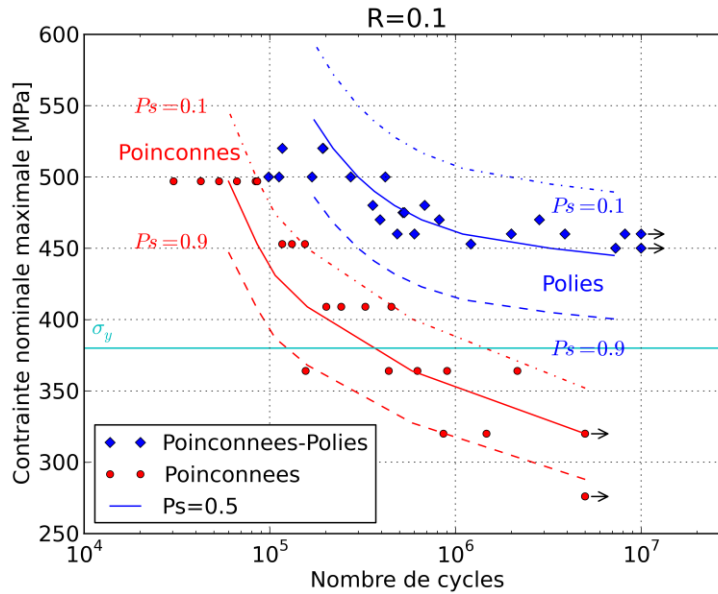 R=0.1
Contrainte nominale maximale [MPa]
600
550
500
450
400
350
300
250
Ps=0.1
Poinconnes
Ps=0.9
σ_y
Ps=0.1
Polies
Ps=0.9
Poinconnees-Polies
Poinconnees
Ps=0.5
10^4
10^5
10^6
10^7
Nombre de cycles